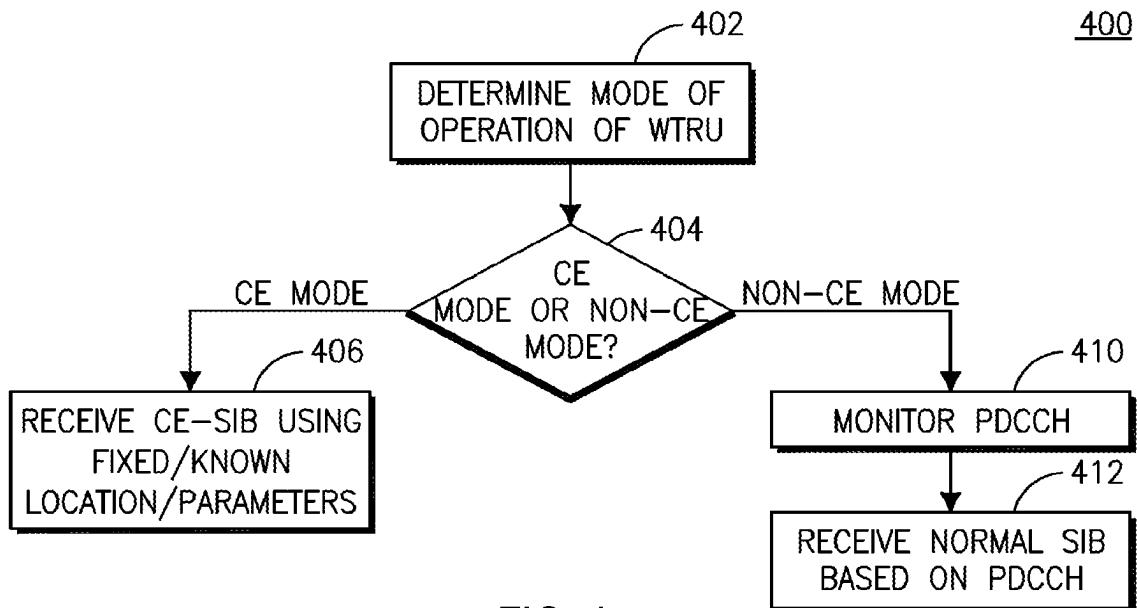 400
402
DETERMINE MODE OF
OPERATION OF WTRU
404
CE
MODE OR NON-CE
MODE?
CE MODE
NON-CE MODE
406
RECEIVE CE-SIB USING
FIXED/KNOWN
LOCATION/PARAMETERS
410
MONITOR PDCCH
412
RECEIVE NORMAL SIB
BASED ON PDCCH